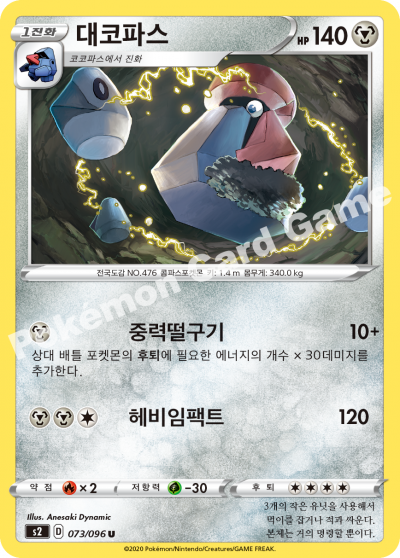 1진화
대코파스
HP 140
코코파스에서 진화
전국도감 NO.476 콤파스포켓몬 키: 1.4 m 몸무게: 340.0 kg
Pokémon Card Game
중력떨구기 10+
상대 배틀 포켓몬의 후퇴에 필요한 에너지의 개수 × 30데미지를
추가한다.
헤비임팩트 120
약점 ×2 저항력 -30 후퇴
Illus. Anesaki Dynamic
s2 D 073/096 U
3개의 작은 유닛을 사용해서
먹이를 잡거나 적과 싸운다.
본체는 거의 명령할 뿐이다.
©2020 Pokémon/Nintendo/Creatures/GAME FREAK.